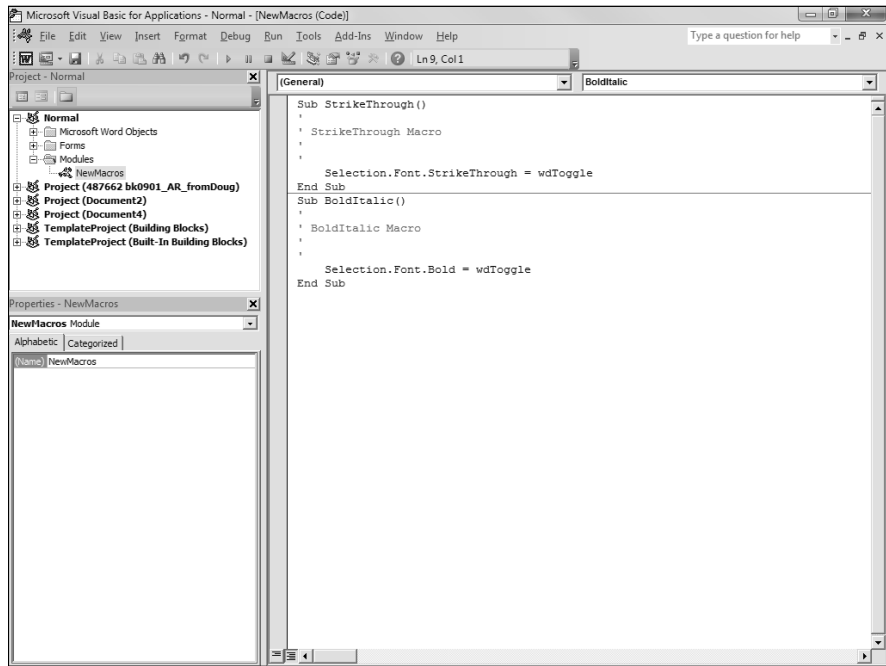 Microsoft Visual Basic for Applications - Normal - [NewMacros (Code)]
File Edit View Insert Format Debug Run Tools Add-Ins Window Help
Type a question for help
Ln 9, Col 1
Project - Normal
Normal
Microsoft Word Objects
Forms
Modules
NewMacros
Project (487662 bk0901_AR_fromDoug)
Project (Document2)
Project (Document4)
TemplateProject (Building Blocks)
TemplateProject (Built-In Building Blocks)
Properties - NewMacros
NewMacros Module
Alphabetic Categorized
(Name) NewMacros
(General) BoldItalic
Sub StrikeThrough()
'
' StrikeThrough Macro
'
'
Selection.Font.StrikeThrough = wdToggle
End Sub
Sub BoldItalic()
'
' BoldItalic Macro
'
'
Selection.Font.Bold = wdToggle
End Sub